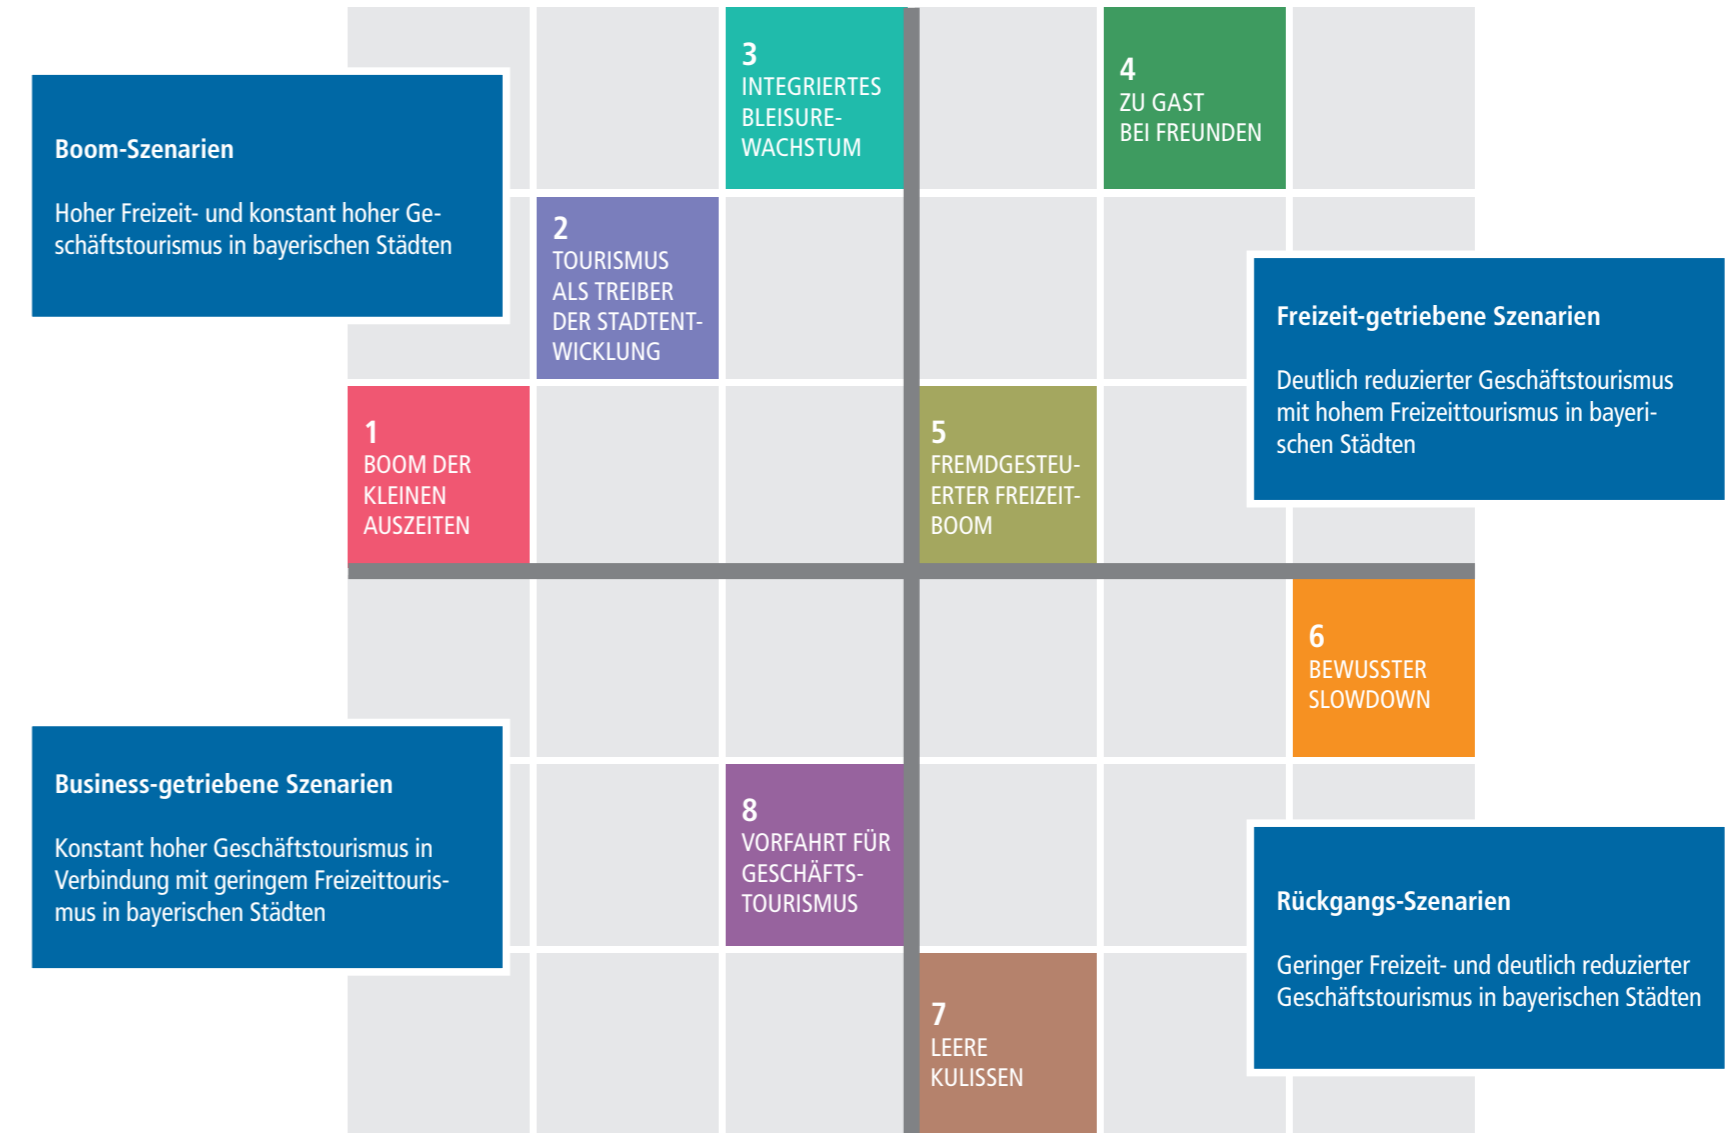 3
INTEGRIERTES
BLEISURE-
WACHSTUM
4
ZU GAST
BEI FREUNDEN
Boom-Szenarien
Hoher Freizeit- und konstant hoher Ge-
schäftstourismus in bayerischen Städten
2
TOURISMUS
ALS TREIBER
DER STADTENT-
WICKLUNG
Freizeit-getriebene Szenarien
Deutlich reduzierter Geschäftstourismus
mit hohem Freizeittourismus in bayeri-
schen Städten
1
BOOM DER
KLEINEN
AUSZEITEN
5
FREMDGESTEU-
ERTER FREIZEIT-
BOOM
6
BEWUSSTER
SLOWDOWN
Business-getriebene Szenarien
Konstant hoher Geschäftstourismus in
Verbindung mit geringem Freizeittouris-
mus in bayerischen Städten
8
VORFAHRT FÜR
GESCHÄFTS-
TOURISMUS
Rückgangs-Szenarien
Geringer Freizeit- und deutlich reduzierter
Geschäftstourismus in bayerischen Städten
7
LEERE
KULISSEN